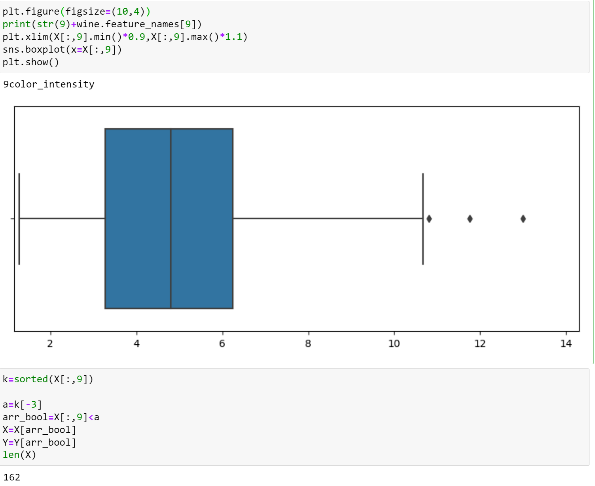 plt.figure(figsize=(10,4))
print(str(9)+wine.feature_names[9])
plt.xlim(X[:,9].min()*0.9,X[:,9].max()*1.1)
sns.boxplot(x=X[:,9])
plt.show()
9color_intensity
2 4 6 8 10 12 14
k=sorted(X[:,9])
a=k[-3]
arr_bool=X[:,9]<a
X=X[arr_bool]
Y=Y[arr_bool]
len(X)
162